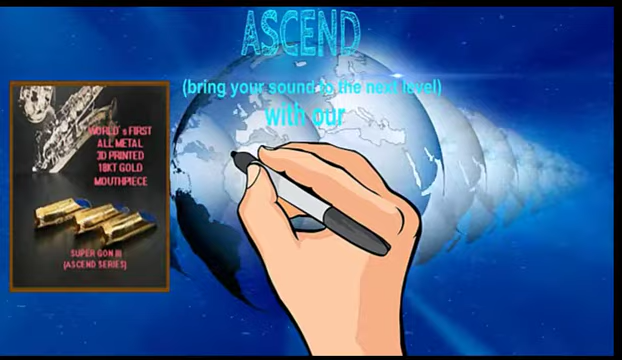 ASCEND
(bring your sound to the next level)
with our
WORLD's FIRST
ALL METAL
3D PRINTED
18KT GOLD
MOUTHPIECE
SUPER GON III
(ASCEND SERIES)